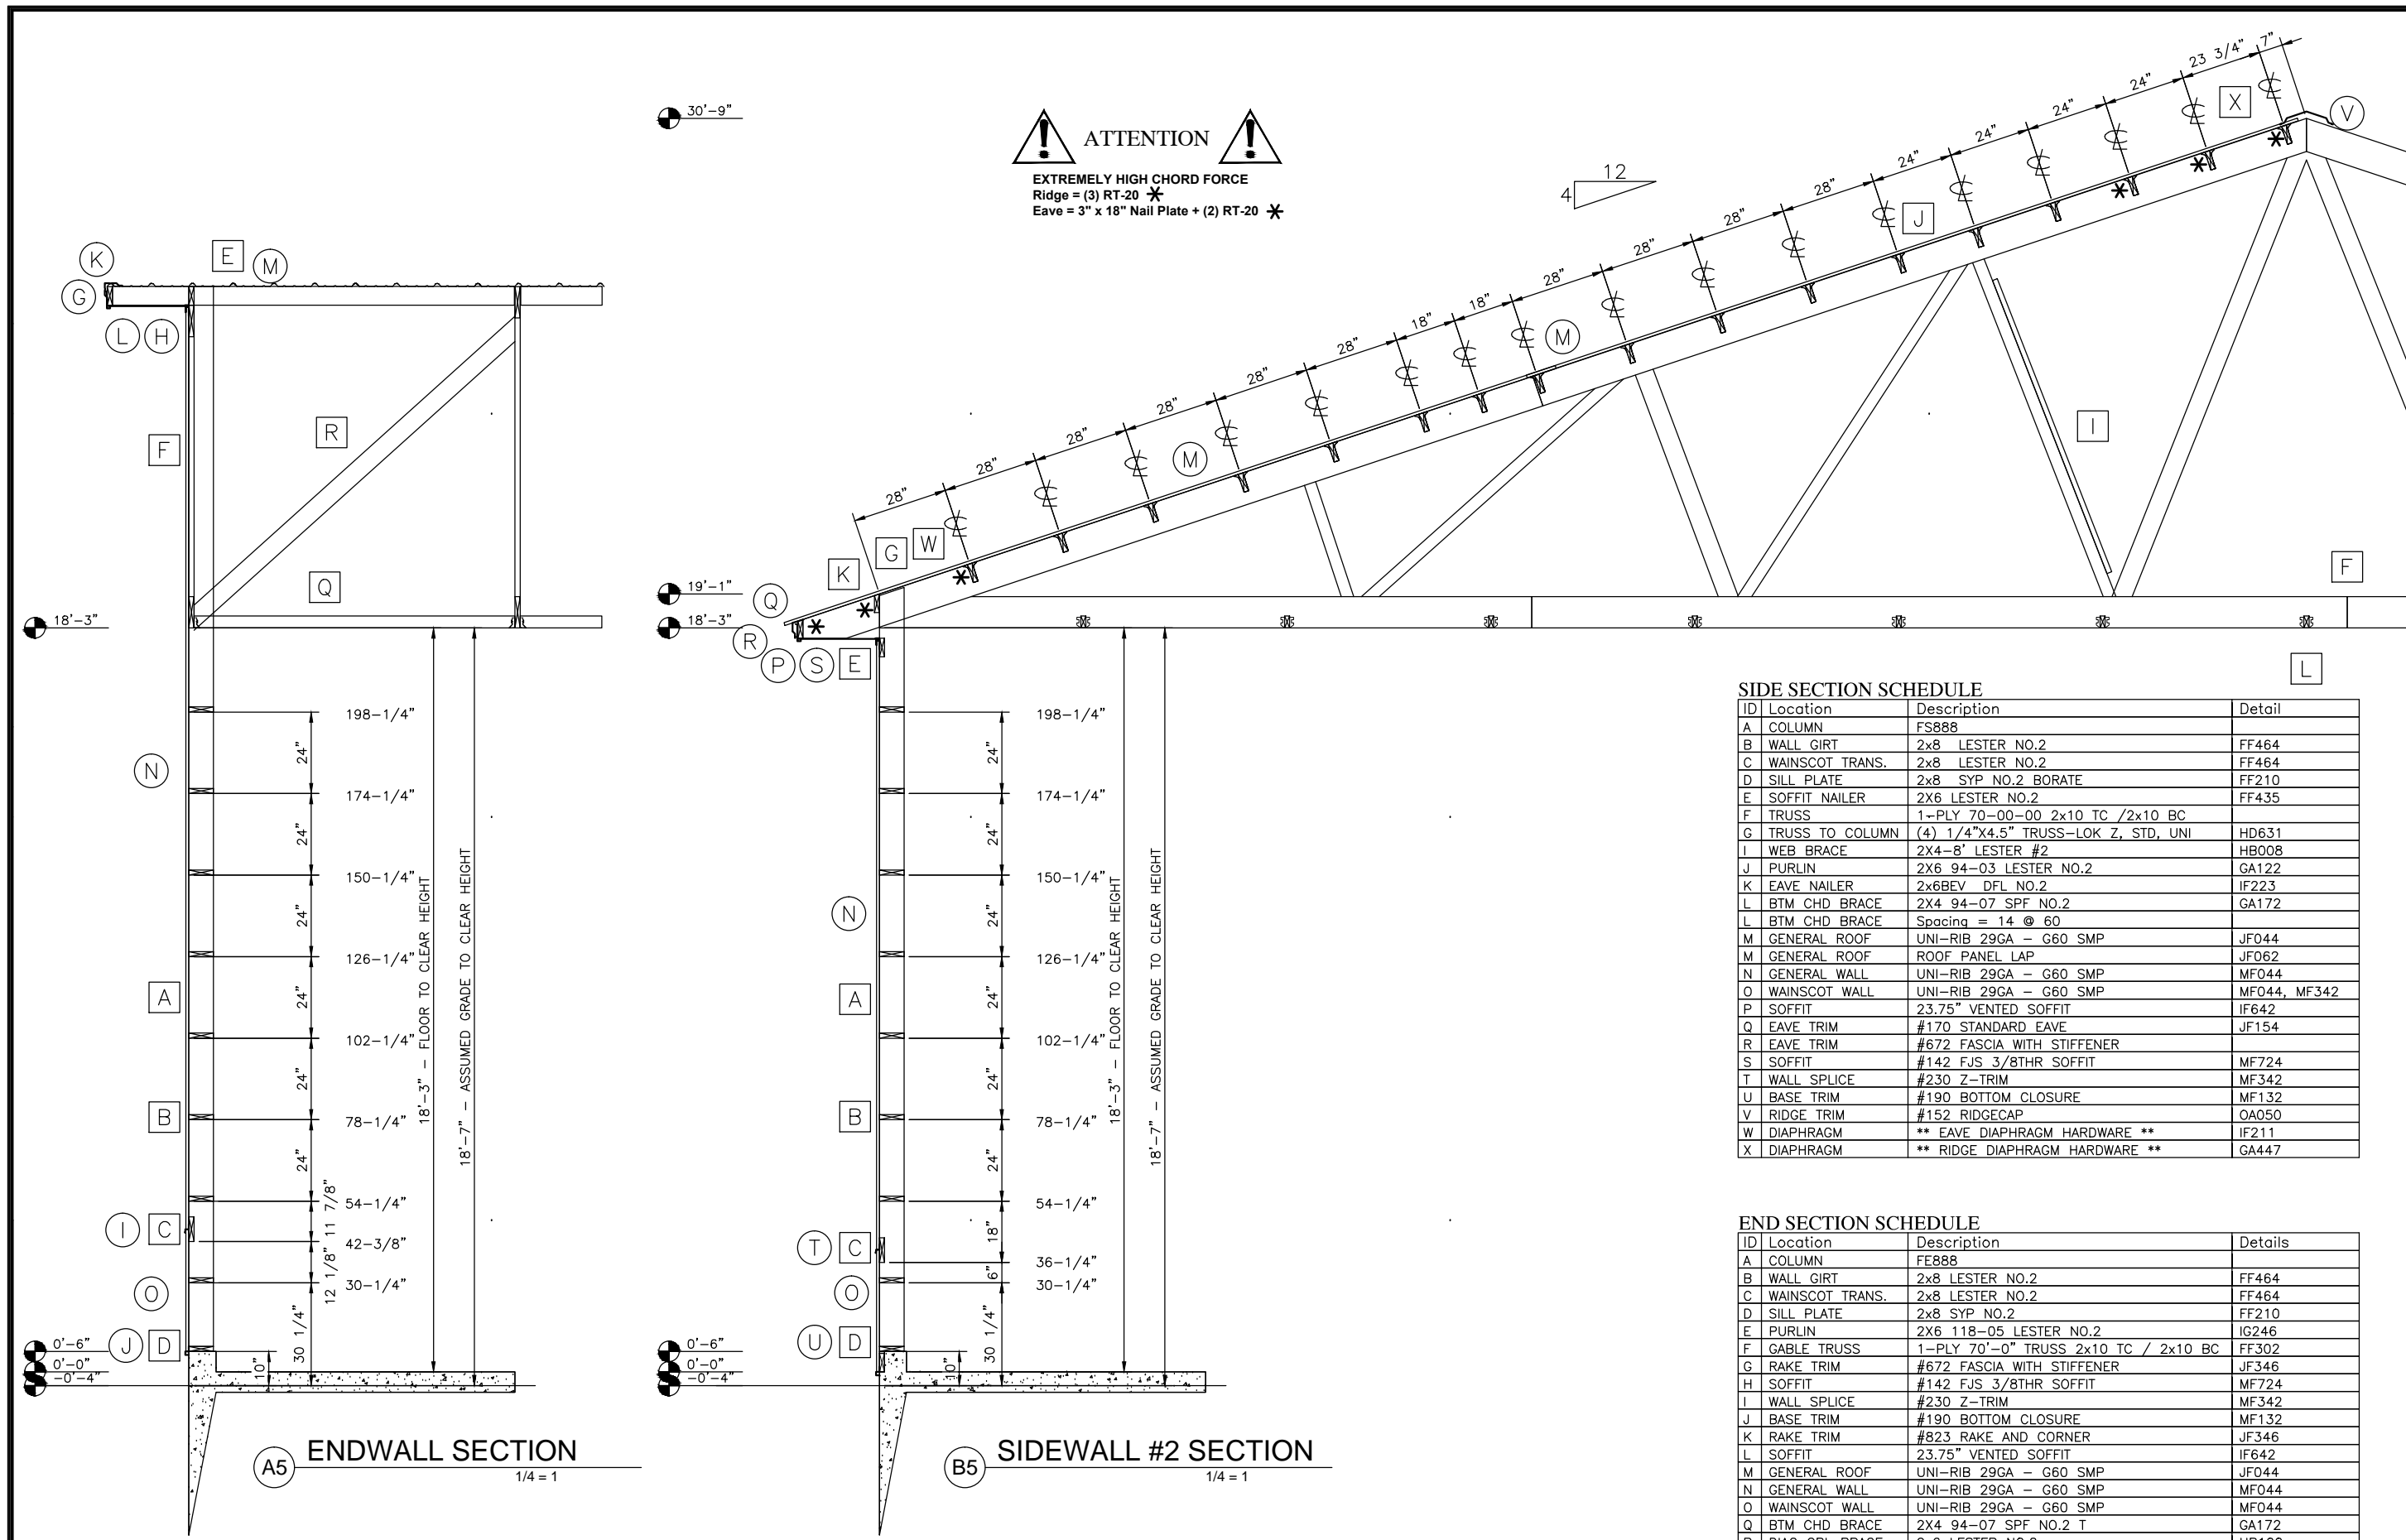 30'-9"
ATTENTION
EXTREMELY HIGH CHORD FORCE
Ridge = (3) RT-20 *
Eave = 3" x 18" Nail Plate + (2) RT-20 *
12
4
7"
23 3/4"
24"
24"
24"
24"
24"
28"
28"
28"
28"
18"
18"
28"
28"
28"
28"
28"
28"
X
V
J
M
M
I
F
L
W
G
K
Q
R
P S E
19'-1"
18'-3"
K
G
E M
L H
F
R
Q
18'-3"
N
A
B
I C
O
J D
198-1/4"
24"
174-1/4"
24"
150-1/4"
24"
126-1/4"
24"
102-1/4"
24"
78-1/4"
24"
54-1/4"
11 7/8"
42-3/8"
12 1/8"
30-1/4"
30 1/4"
10"
18'-3" - FLOOR TO CLEAR HEIGHT
18'-7" - ASSUMED GRADE TO CLEAR HEIGHT
0'-6"
0'-0"
-0'-4"
A5 ENDWALL SECTION
1/4 = 1
N
A
B
T C
O
U D
198-1/4"
24"
174-1/4"
24"
150-1/4"
24"
126-1/4"
24"
102-1/4"
24"
78-1/4"
24"
54-1/4"
18"
36-1/4"
6"
30-1/4"
30 1/4"
10"
18'-3" - FLOOR TO CLEAR HEIGHT
18'-7" - ASSUMED GRADE TO CLEAR HEIGHT
0'-6"
0'-0"
-0'-4"
B5 SIDEWALL #2 SECTION
1/4 = 1
SIDE SECTION SCHEDULE
ID Location Description Detail
A COLUMN FS888
B WALL GIRT 2x8 LESTER NO.2 FF464
C WAINSCOT TRANS. 2x8 LESTER NO.2 FF464
D SILL PLATE 2x8 SYP NO.2 BORATE FF210
E SOFFIT NAILER 2X6 LESTER NO.2 FF435
F TRUSS 1-PLY 70-00-00 2x10 TC /2x10 BC
G TRUSS TO COLUMN (4) 1/4"X4.5" TRUSS-LOK Z, STD, UNI HD631
I WEB BRACE 2X4-8' LESTER #2 HB008
J PURLIN 2X6 94-03 LESTER NO.2 GA122
K EAVE NAILER 2x6BEV DFL NO.2 IF223
L BTM CHD BRACE 2X4 94-07 SPF NO.2 GA172
L BTM CHD BRACE Spacing = 14 @ 60
M GENERAL ROOF UNI-RIB 29GA - G60 SMP JF044
M GENERAL ROOF ROOF PANEL LAP JF062
N GENERAL WALL UNI-RIB 29GA - G60 SMP MF044
O WAINSCOT WALL UNI-RIB 29GA - G60 SMP MF044, MF342
P SOFFIT 23.75" VENTED SOFFIT IF642
Q EAVE TRIM #170 STANDARD EAVE JF154
R EAVE TRIM #672 FASCIA WITH STIFFENER
S SOFFIT #142 FJS 3/8THR SOFFIT MF724
T WALL SPLICE #230 Z-TRIM MF342
U BASE TRIM #190 BOTTOM CLOSURE MF132
V RIDGE TRIM #152 RIDGECAP OA050
W DIAPHRAGM ** EAVE DIAPHRAGM HARDWARE ** IF211
X DIAPHRAGM ** RIDGE DIAPHRAGM HARDWARE ** GA447
END SECTION SCHEDULE
ID Location Description Details
A COLUMN FE888
B WALL GIRT 2x8 LESTER NO.2 FF464
C WAINSCOT TRANS. 2x8 LESTER NO.2 FF464
D SILL PLATE 2x8 SYP NO.2 FF210
E PURLIN 2X6 118-05 LESTER NO.2 IG246
F GABLE TRUSS 1-PLY 70'-0" TRUSS 2x10 TC / 2x10 BC FF302
G RAKE TRIM #672 FASCIA WITH STIFFENER JF346
H SOFFIT #142 FJS 3/8THR SOFFIT MF724
I WALL SPLICE #230 Z-TRIM MF342
J BASE TRIM #190 BOTTOM CLOSURE MF132
K RAKE TRIM #823 RAKE AND CORNER JF346
L SOFFIT 23.75" VENTED SOFFIT IF642
M GENERAL ROOF UNI-RIB 29GA - G60 SMP JF044
N GENERAL WALL UNI-RIB 29GA - G60 SMP MF044
O WAINSCOT WALL UNI-RIB 29GA - G60 SMP MF044
Q BTM CHD BRACE 2X4 94-07 SPF NO.2 T GA172